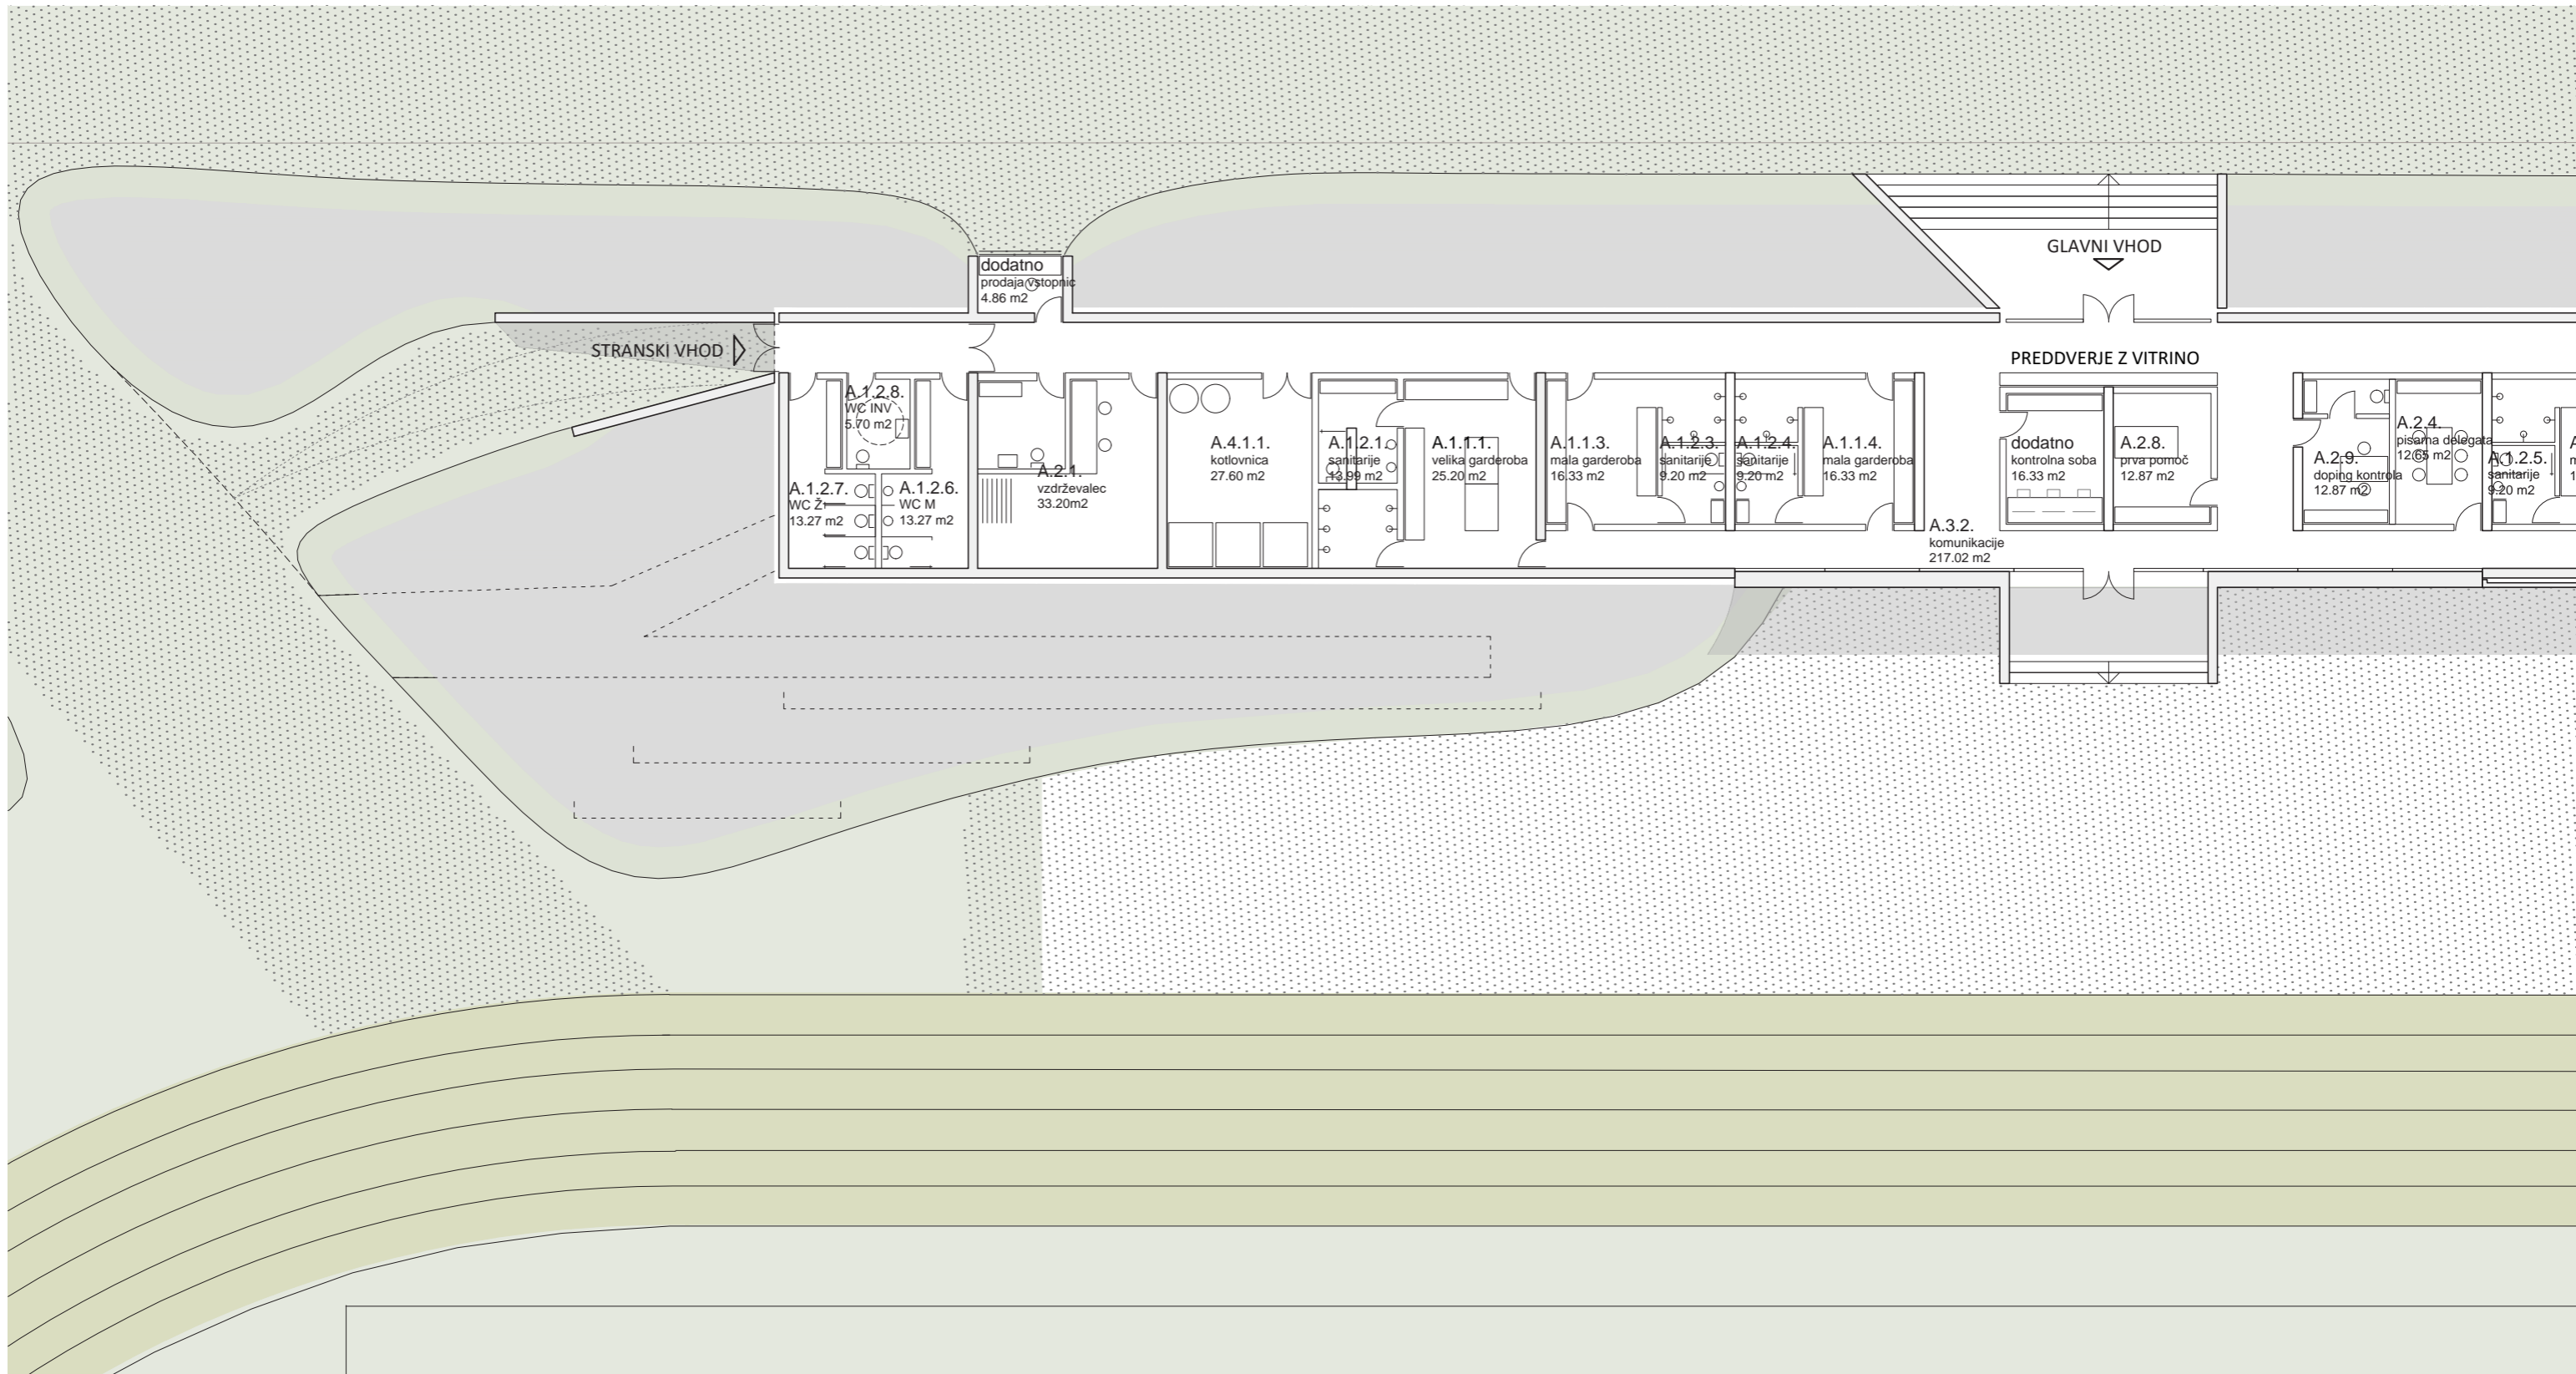 GLAVNI VHOD
dodatno
prodaja vstopnic
4.86 m2
STRANSKI VHOD
PREDDVERJE Z VITRINO
A.1.2.8.
WC INV
5.70 m2
A.1.2.7.
WC Ž
13.27 m2
A.1.2.6.
WC M
13.27 m2
A.2.1.
vzdrževalec
33.20m2
A.4.1.1.
kotlovnica
27.60 m2
A.1.2.1.
sanitarije
13.99 m2
A.1.1.1.
velika garderoba
25.20 m2
A.1.1.3.
mala garderoba
16.33 m2
A.1.2.3.
sanitarije
9.20 m2
A.1.2.4.
sanitarije
9.20 m2
A.1.1.4.
mala garderoba
16.33 m2
A.3.2.
komunikacije
217.02 m2
dodatno
kontrolna soba
16.33 m2
A.2.8.
prva pomoč
12.87 m2
A.2.9.
doping kontrola
12.87 m2
A.2.4.
pisarna delegata
12.65 m2
A.1.2.5.
sanitarije
9.20 m2